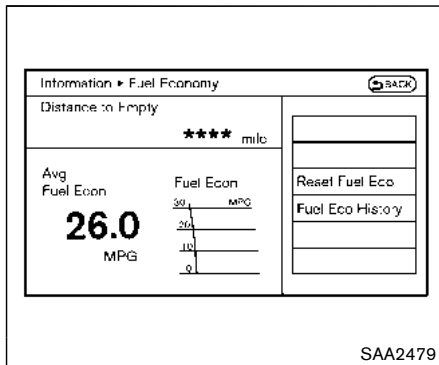 Information ▸ Fuel Economy
BACK
Distance to Empty
**** mile
Avg
Fuel Econ
26.0
MPG
Fuel Econ
30 MPG
20
10
0
Reset Fuel Eco
Fuel Eco History
SAA2479